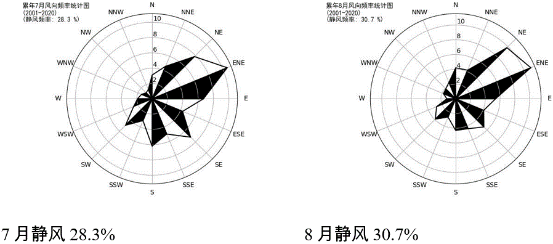 累年7月风向频率统计图
(2001-2020)
(静风频率: 28.3 %)
N
NNE
NE
ENE
E
ESE
SE
SSE
S
SSW
SW
WSW
W
WNW
NW
NNW
10
8
6
4
2
累年8月风向频率统计图
(2001-2020)
(静风频率: 30.7 %)
N
NNE
NE
ENE
E
ESE
SE
SSE
S
SSW
SW
WSW
W
WNW
NW
NNW
10
8
6
4
2
7 月静风 28.3%
8 月静风 30.7%